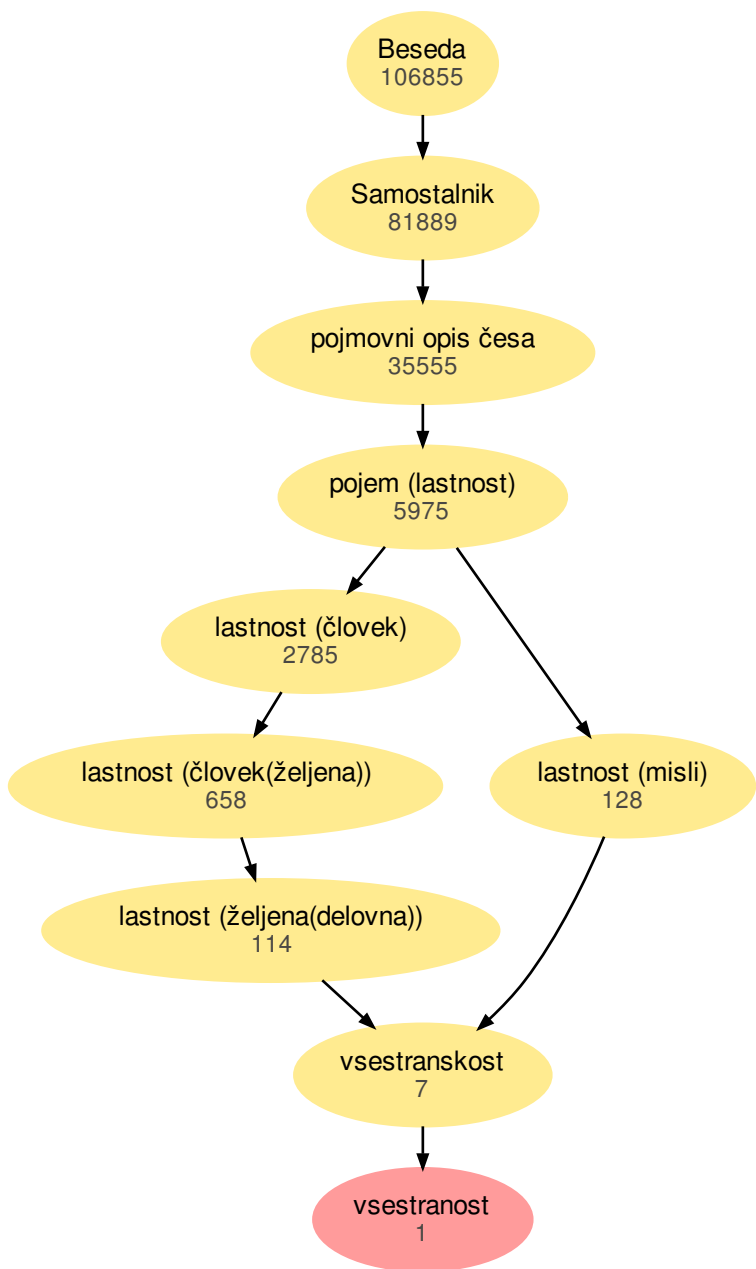 Beseda
106855
Samostalnik
81889
pojmovni opis česa
35555
pojem (lastnost)
5975
lastnost (človek)
2785
lastnost (človek(željena))
658
lastnost (misli)
128
lastnost (željena(delovna))
114
vsestranskost
7
vsestranost
1